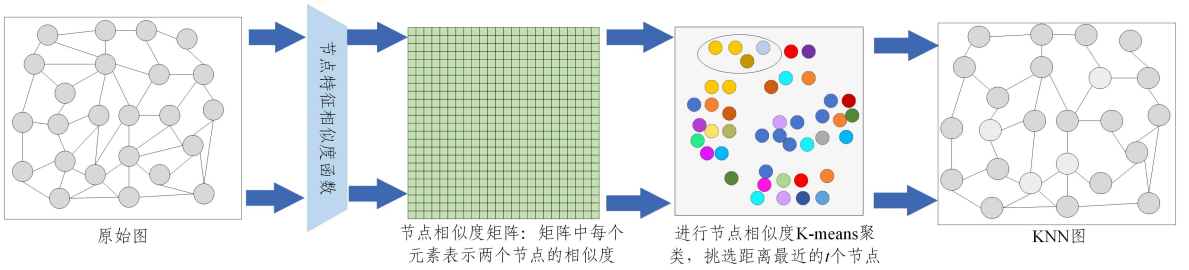 节点特征相似度函数
原始图
节点相似度矩阵：矩阵中每个
元素表示两个节点的相似度
进行节点相似度K-means聚
类，挑选距离最近的t个节点
KNN图